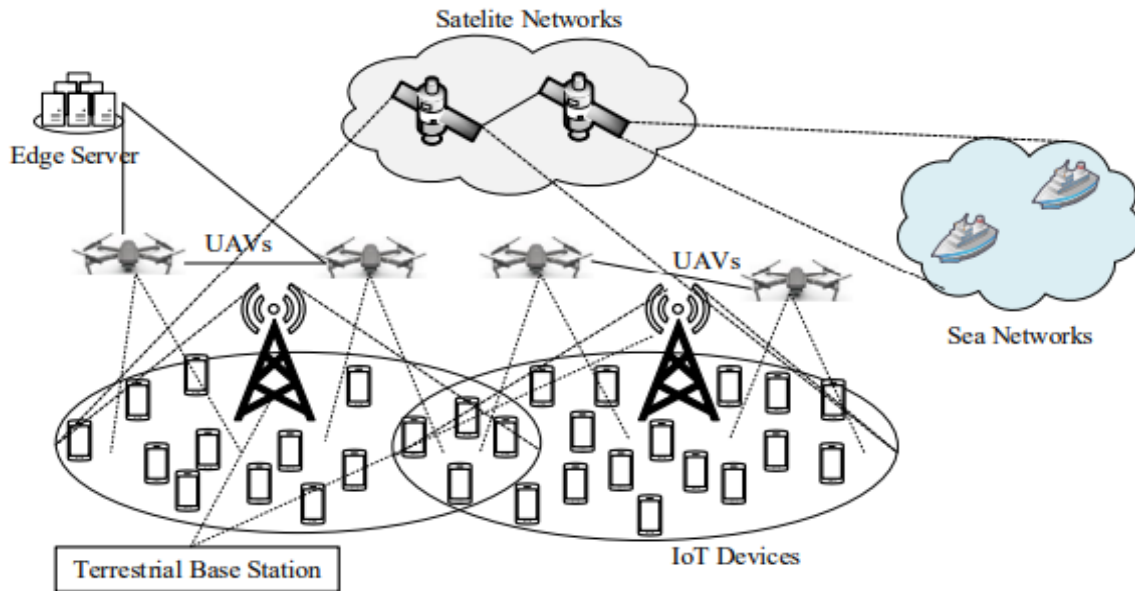 Satelite Networks
Edge Server
UAVs
UAVs
Sea Networks
IoT Devices
Terrestrial Base Station